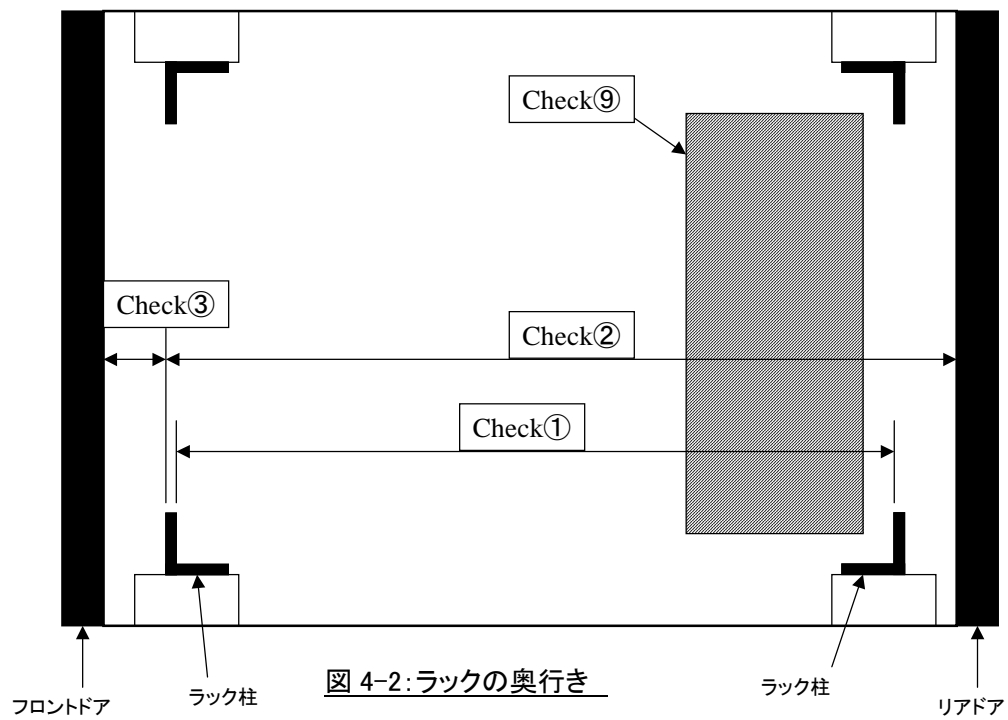 Check⑨
Check③
Check②
Check①
図 4-2:ラックの奥行き
フロントドア
ラック柱
ラック柱
リアドア